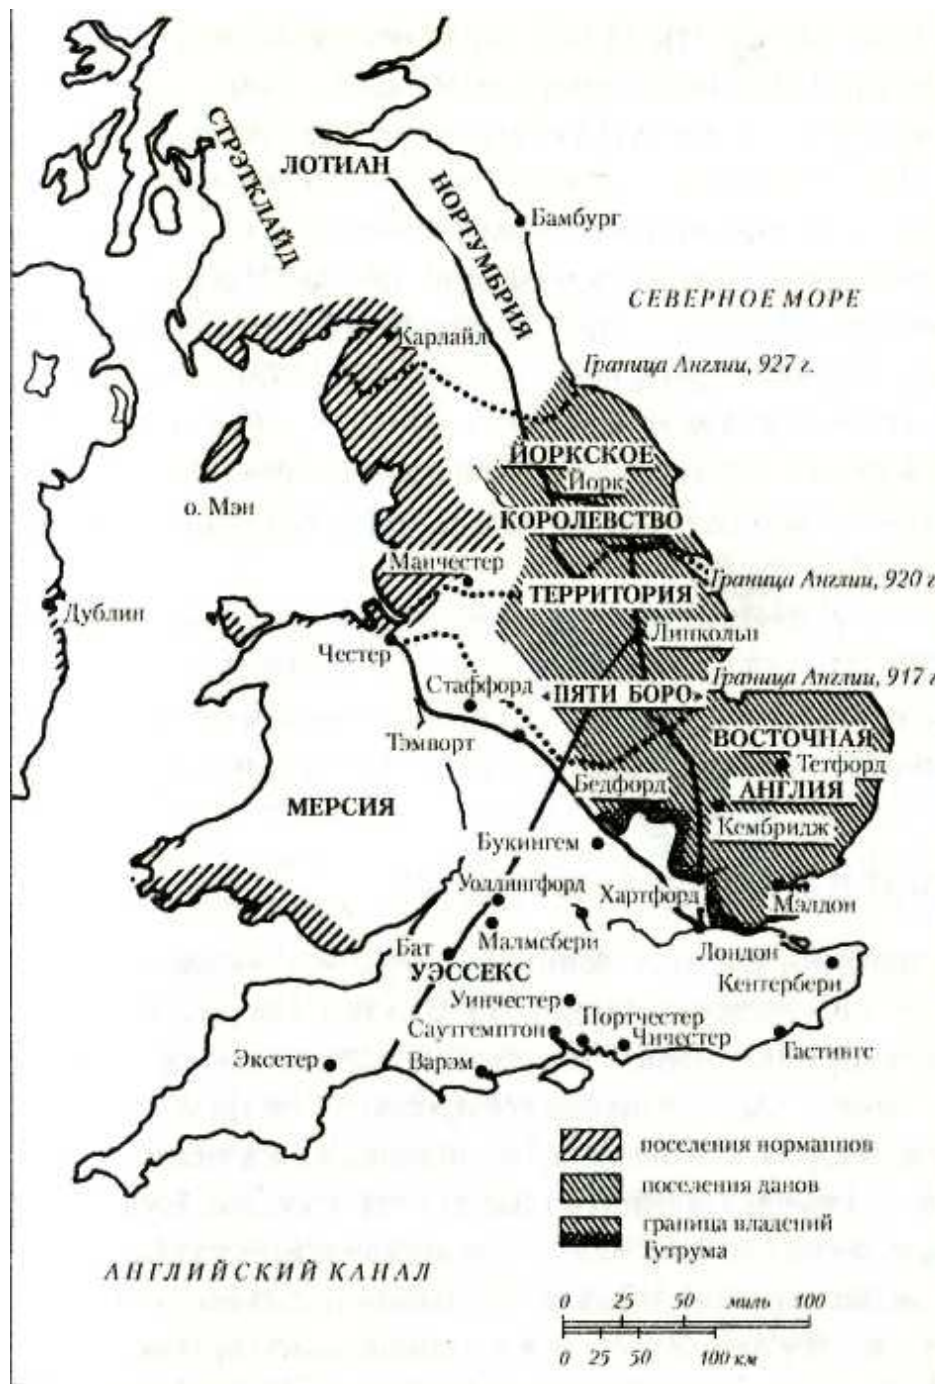 СТРЭТКЛАЙД
ЛОТИАН
НОРТУМБРИЯ
Бамбург
СЕВЕРНОЕ МОРЕ
Карлайл
Граница Англии, 927 г.
ЙОРКСКОЕ
Йорк
о. Мэн
КОРОЛЕВСТВО
Манчестер
Граница Англии, 920 г
ТЕРРИТОРИЯ
Дублин
Линкольн
Честер
Граница Англии, 917 г
Стаффорд
«ПЯТИ БОРО»
Тэмворт
ВОСТОЧНАЯ
Тетфорд
Бедфорд
АНГЛИЯ
МЕРСИЯ
Кембридж
Букингем
Уоллингфорд
Хартфорд
Мэлдон
Малмсбери
Бат
Лондон
УЭССЕКС
Кентербери
Уинчестер
Портчестер
Саутгемптон
Чичестер
Гастингс
Эксетер
Варэм
поселения норманнов
поселения данов
граница владений
Гутрума
АНГЛИЙСКИЙ КАНАЛ
0 25 50 миль 100
0 25 50 100 км